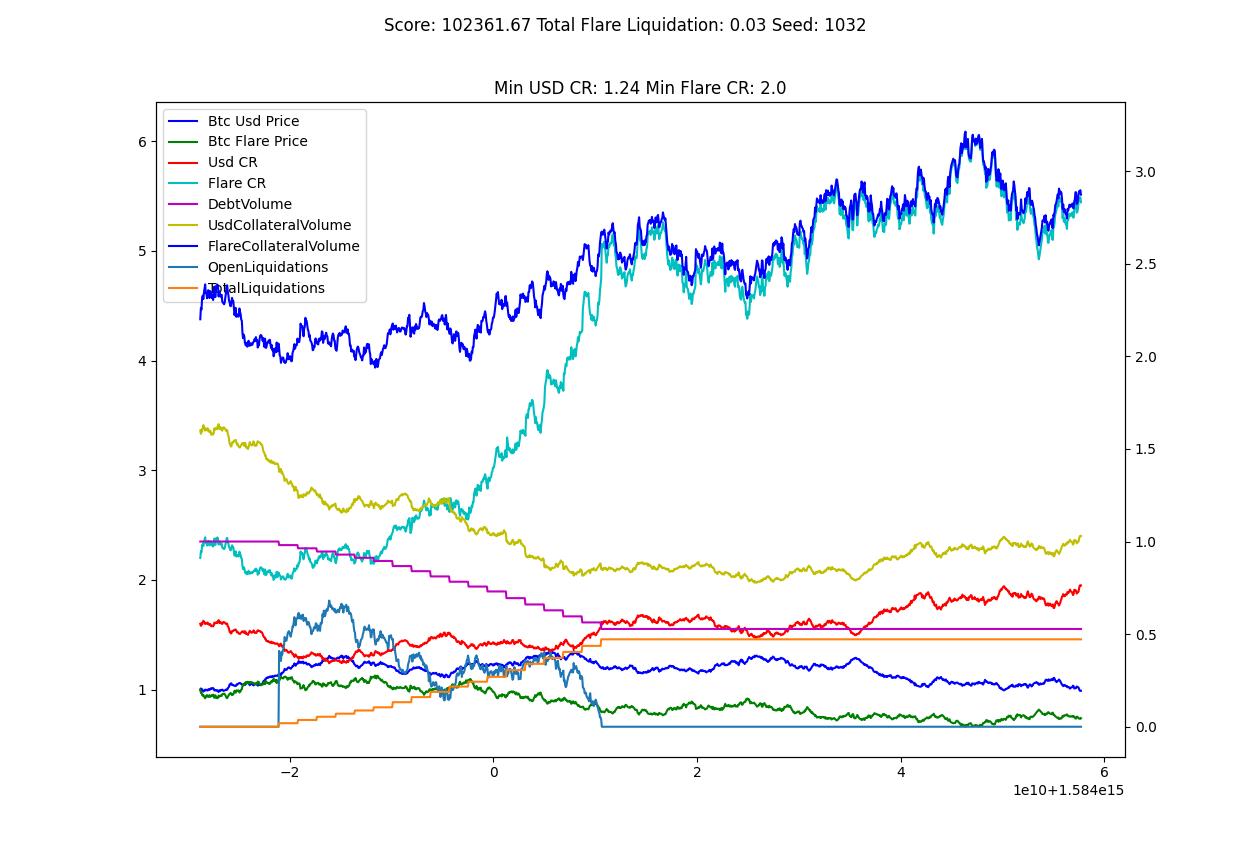 Score: 102361.67 Total Flare Liquidation: 0.03 Seed: 1032
Min USD CR: 1.24 Min Flare CR: 2.0
Btc Usd Price
Btc Flare Price
Usd CR
Flare CR
DebtVolume
UsdCollateralVolume
FlareCollateralVolume
OpenLiquidations
TotalLiquidations
6
5
4
3
2
1
3.0
2.5
2.0
1.5
1.0
0.5
0.0
−2
0
2
4
6
1e10+1.584e15